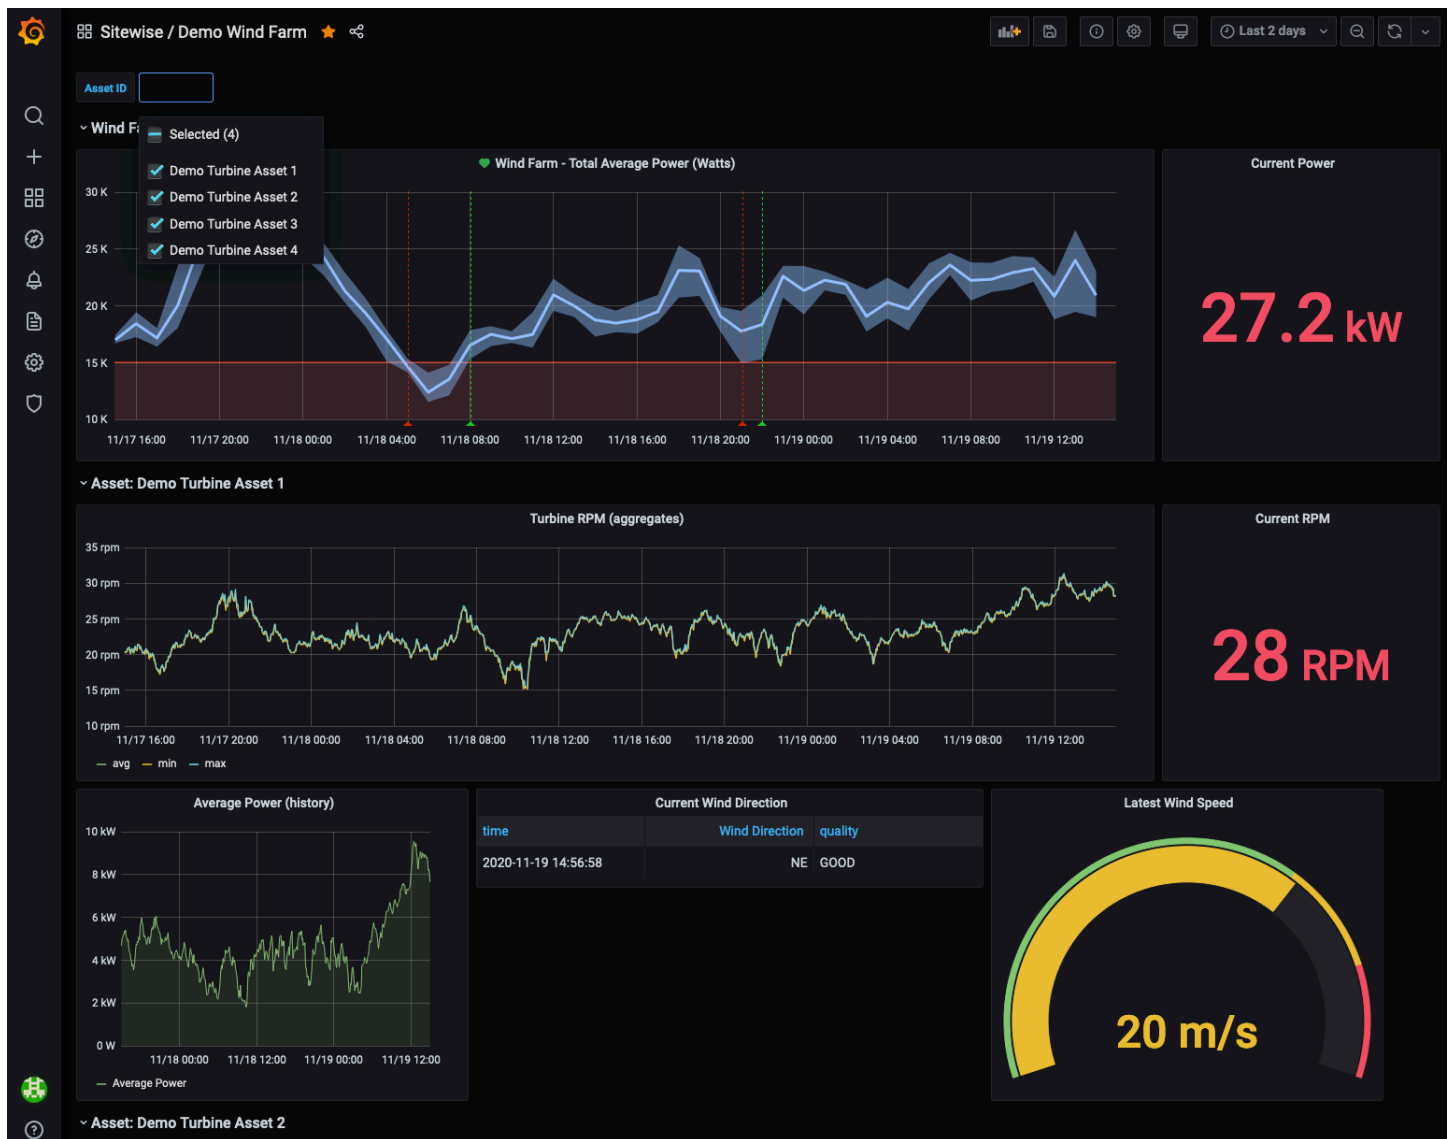 Sitewise / Demo Wind Farm
Last 2 days
Asset ID
Wind Fa
Selected (4)
Demo Turbine Asset 1
Demo Turbine Asset 2
Demo Turbine Asset 3
Demo Turbine Asset 4
Wind Farm - Total Average Power (Watts)
30 K
25 K
20 K
15 K
10 K
11/17 16:00 11/17 20:00 11/18 00:00 11/18 04:00 11/18 08:00 11/18 12:00 11/18 16:00 11/18 20:00 11/19 00:00 11/19 04:00 11/19 08:00 11/19 12:00
Current Power
27.2 kW
Asset: Demo Turbine Asset 1
Turbine RPM (aggregates)
35 rpm
30 rpm
25 rpm
20 rpm
15 rpm
10 rpm
11/17 16:00 11/17 20:00 11/18 00:00 11/18 04:00 11/18 08:00 11/18 12:00 11/18 16:00 11/18 20:00 11/19 00:00 11/19 04:00 11/19 08:00 11/19 12:00
avg min max
Current RPM
28 RPM
Average Power (history)
10 kW
8 kW
6 kW
4 kW
2 kW
0 W
11/18 00:00 11/18 12:00 11/19 00:00 11/19 12:00
Average Power
Current Wind Direction
time Wind Direction quality
2020-11-19 14:56:58 NE GOOD
Latest Wind Speed
20 m/s
Asset: Demo Turbine Asset 2